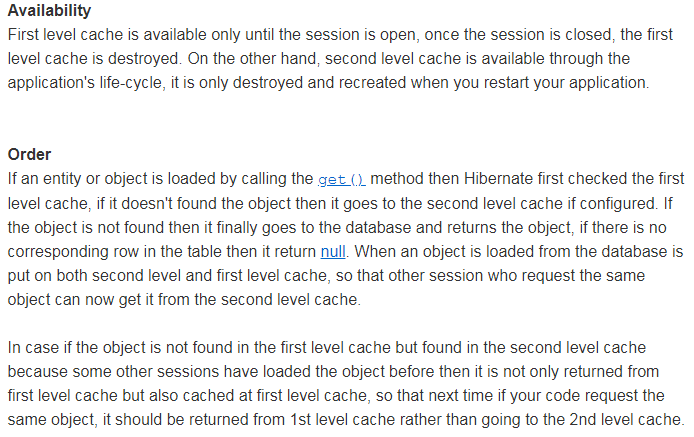 Availability
First level cache is available only until the session is open, once the session is closed, the first
level cache is destroyed. On the other hand, second level cache is available through the
application's life-cycle, it is only destroyed and recreated when you restart your application.
Order
If an entity or object is loaded by calling the get() method then Hibernate first checked the first
level cache, if it doesn't found the object then it goes to the second level cache if configured. If
the object is not found then it finally goes to the database and returns the object, if there is no
corresponding row in the table then it return null. When an object is loaded from the database is
put on both second level and first level cache, so that other session who request the same
object can now get it from the second level cache.
In case if the object is not found in the first level cache but found in the second level cache
because some other sessions have loaded the object before then it is not only returned from
first level cache but also cached at first level cache, so that next time if your code request the
same object, it should be returned from 1st level cache rather than going to the 2nd level cache.